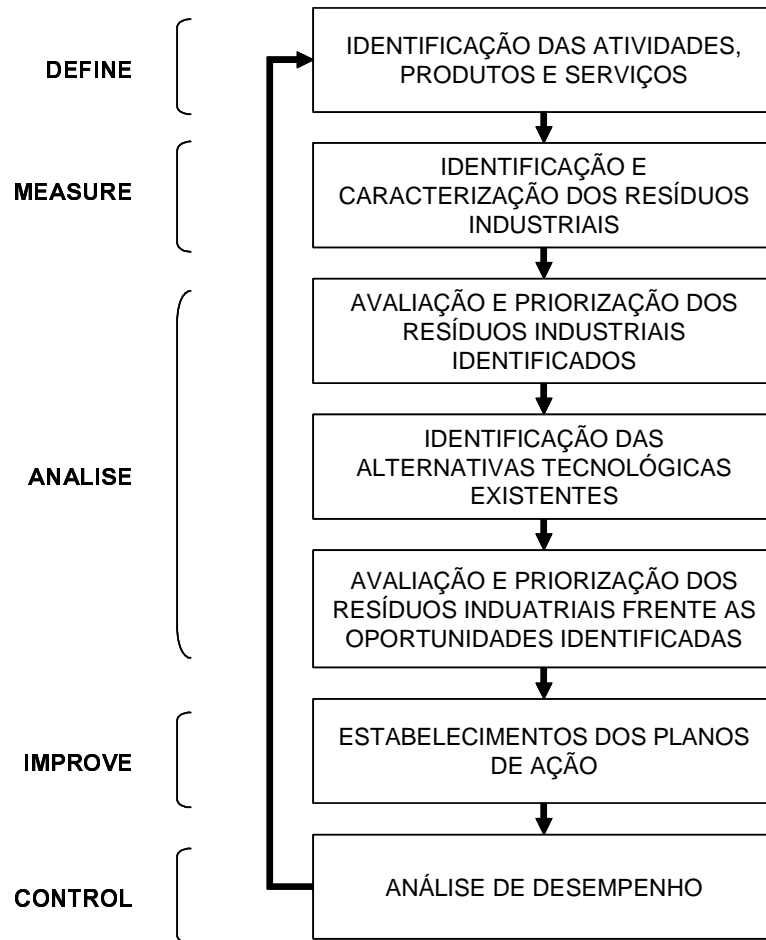 DEFINE
IDENTIFICAÇÃO DAS ATIVIDADES,
PRODUTOS E SERVIÇOS
MEASURE
IDENTIFICAÇÃO E
CARACTERIZAÇÃO DOS RESÍDUOS
INDUSTRIAIS
AVALIAÇÃO E PRIORIZAÇÃO DOS
RESÍDUOS INDUSTRIAIS
IDENTIFICADOS
ANALISE
IDENTIFICAÇÃO DAS
ALTERNATIVAS TECNOLÓGICAS
EXISTENTES
AVALIAÇÃO E PRIORIZAÇÃO DOS
RESÍDUOS INDUATRIAIS FRENTE AS
OPORTUNIDADES IDENTIFICADAS
IMPROVE
ESTABELECIMENTOS DOS PLANOS
DE AÇÃO
CONTROL
ANÁLISE DE DESEMPENHO